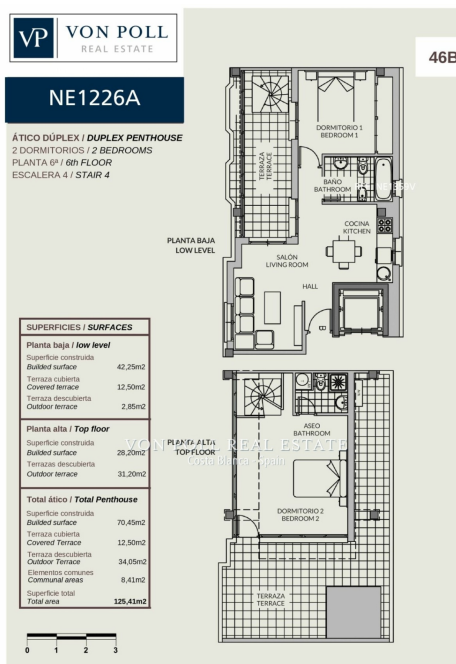 VP
VON POLL
REAL ESTATE
46B
NE1226A
ÁTICO DÚPLEX / DUPLEX PENTHOUSE
2 DORMITORIOS / 2 BEDROOMS
PLANTA 6ª / 6th FLOOR
ESCALERA 4 / STAIR 4
PLANTA BAJA
LOW LEVEL
TERRAZA
TERRACE
DORMITORIO 1
BEDROOM 1
BAÑO
BATHROOM
COCINA
KITCHEN
SALÓN
LIVING ROOM
HALL
B
SUPERFICIES / SURFACES
Planta baja / low level
Superficie construida
Builded surface 42,25m2
Terraza cubierta
Covered terrace 12,50m2
Terraza descubierta
Outdoor terrace 2,85m2
Planta alta / Top floor
Superficie construida
Builded surface 28,20m2
Terrazas descubierta
Outdoor terrace 31,20m2
Total ático / Total Penthouse
Superficie construida
Builded surface 70,45m2
Terraza cubierta
Covered Terrace 12,50m2
Terraza descubierta
Outdoor Terrace 34,05m2
Elementos comunes
Communal areas 8,41m2
Superficie total
Total area 125,41m2
PLANTA ALTA
TOP FLOOR
VON POLL REAL ESTATE
Costa Blanca Spain
ASEO
BATHROOM
DORMITORIO 2
BEDROOM 2
TERRAZA
TERRACE
0 1 2 3